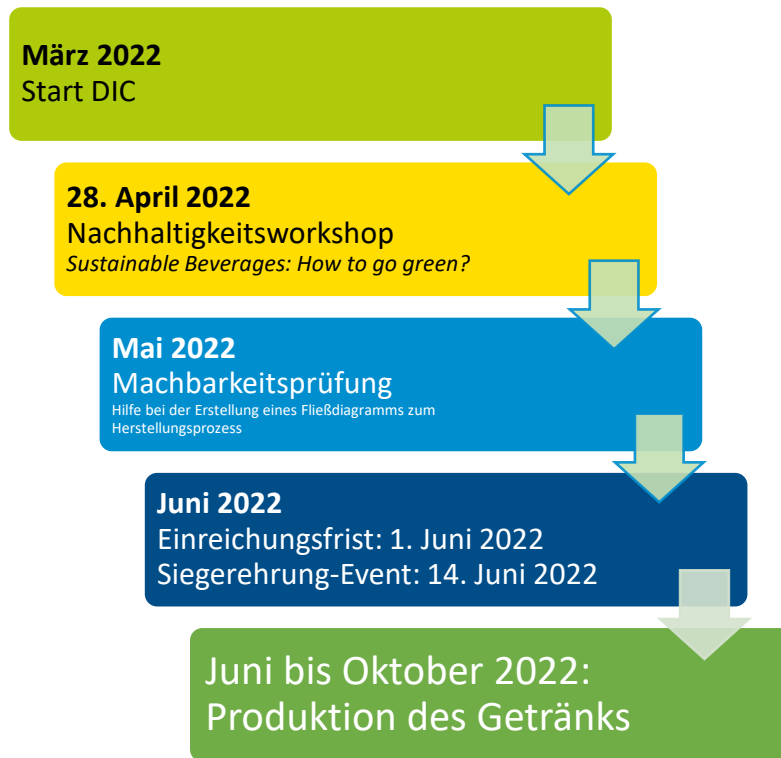 März 2022
Start DIC
28. April 2022
Nachhaltigkeitsworkshop
Sustainable Beverages: How to go green?
Mai 2022
Machbarkeitsprüfung
Hilfe bei der Erstellung eines Fließdiagramms zum
Herstellungsprozess
Juni 2022
Einreichungsfrist: 1. Juni 2022
Siegerehrung-Event: 14. Juni 2022
Juni bis Oktober 2022:
Produktion des Getränks